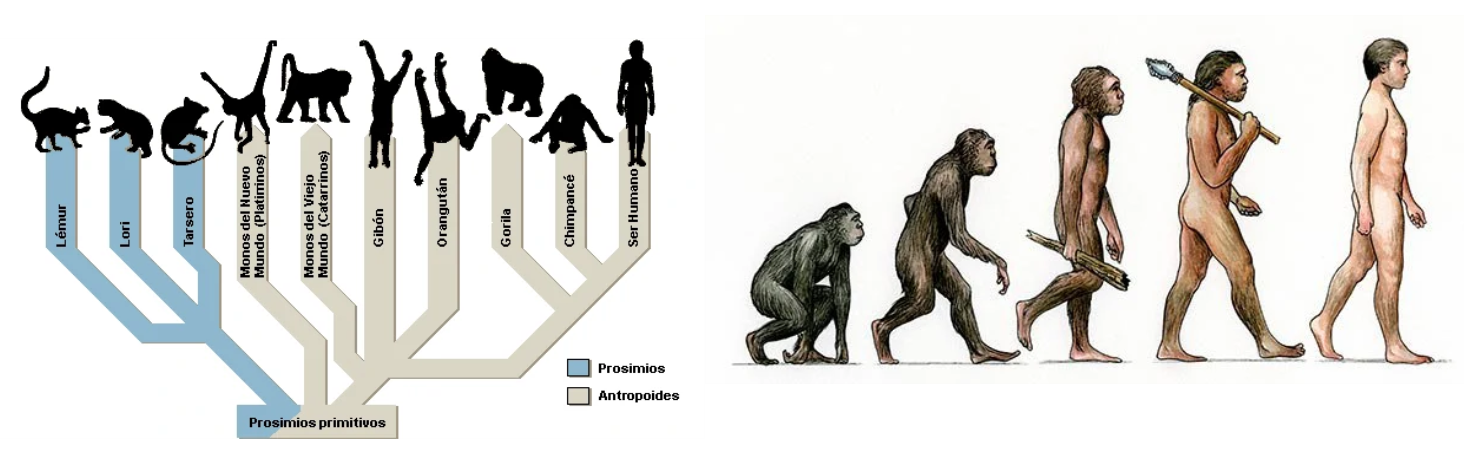 Lémur
Lori
Tarsero
Monos del Nuevo
Mundo (Platirrinos)
Monos del Viejo
Mundo (Catarrinos)
Gibón
Orangután
Gorila
Chimpancé
Ser Humano
Prosimios
Antropoides
Prosimios primitivos